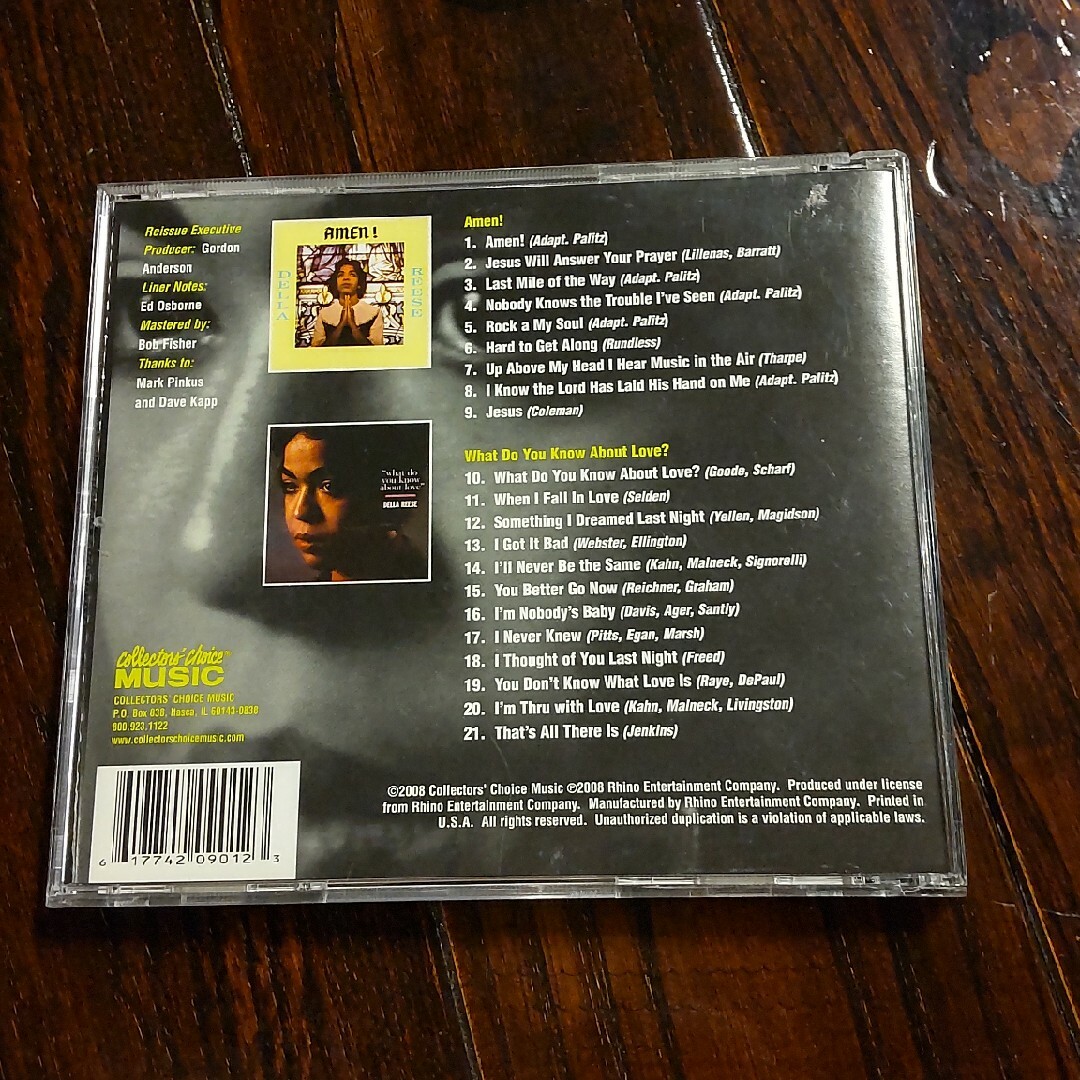 Reissue Executive
Producer: Gordon
Anderson
Liner Notes:
Ed Osborne
Mastered by:
Bob Fisher
Thanks to:
Mark Pinkus
and Dave Kapp
AMEN!
DELLA
REESE
"what do
you know
about love"
DELLA REESE
Amen!
1. Amen! (Adapt. Palitz)
2. Jesus Will Answer Your Prayer (Lillenas, Barratt)
3. Last Mile of the Way (Adapt. Palitz)
4. Nobody Knows the Trouble I've Seen (Adapt. Palitz)
5. Rock a My Soul (Adapt. Palitz)
6. Hard to Get Along (Rundless)
7. Up Above My Head I Hear Music in the Air (Tharpe)
8. I Know the Lord Has Laid His Hand on Me (Adapt. Palitz)
9. Jesus (Coleman)
What Do You Know About Love?
10. What Do You Know About Love? (Goode, Scharf)
11. When I Fall In Love (Selden)
12. Something I Dreamed Last Night (Yellen, Magidson)
13. I Got It Bad (Webster, Ellington)
14. I'll Never Be the Same (Kahn, Malneck, Signorelli)
15. You Better Go Now (Reichner, Graham)
16. I'm Nobody's Baby (Davis, Ager, Santly)
17. I Never Knew (Pitts, Egan, Marsh)
18. I Thought of You Last Night (Freed)
19. You Don't Know What Love Is (Raye, DePaul)
20. I'm Thru with Love (Kahn, Malneck, Livingston)
21. That's All There Is (Jenkins)
collectors' choice™
MUSIC
COLLECTORS' CHOICE MUSIC
P.O. Box 838, Itasca, IL 60143-0838
800.923.1122
www.collectorschoicemusic.com
©2008 Collectors' Choice Music ℗2008 Rhino Entertainment Company. Produced under license
from Rhino Entertainment Company. Manufactured by Rhino Entertainment Company. Printed in
U.S.A. All rights reserved. Unauthorized duplication is a violation of applicable laws.
6 17742 09012 3